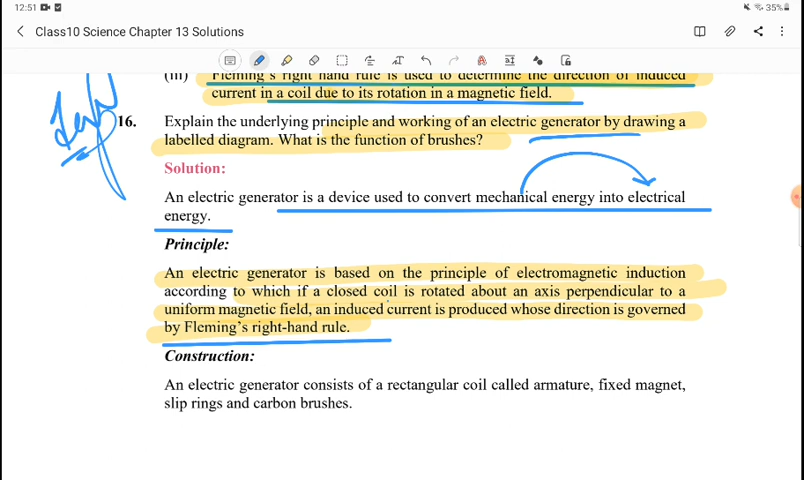 12:51
35%
Class10 Science Chapter 13 Solutions
(iii) Fleming's right hand rule is used to determine the direction of induced
current in a coil due to its rotation in a magnetic field.
16. Explain the underlying principle and working of an electric generator by drawing a
labelled diagram. What is the function of brushes?
Solution:
An electric generator is a device used to convert mechanical energy into electrical
energy.
Principle:
An electric generator is based on the principle of electromagnetic induction
according to which if a closed coil is rotated about an axis perpendicular to a
uniform magnetic field, an induced current is produced whose direction is governed
by Fleming's right-hand rule.
Construction:
An electric generator consists of a rectangular coil called armature, fixed magnet,
slip rings and carbon brushes.